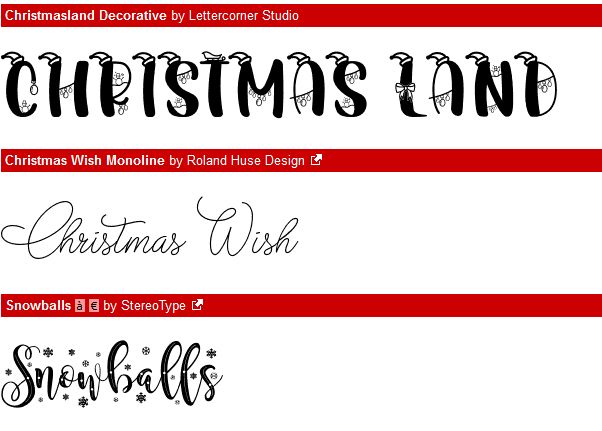 Christmasland Decorative by Lettercorner Studio
CHRISTMAS LAND
Christmas Wish Monoline by Roland Huse Design
Christmas Wish
Snowballs à € by StereoType
Snowballs